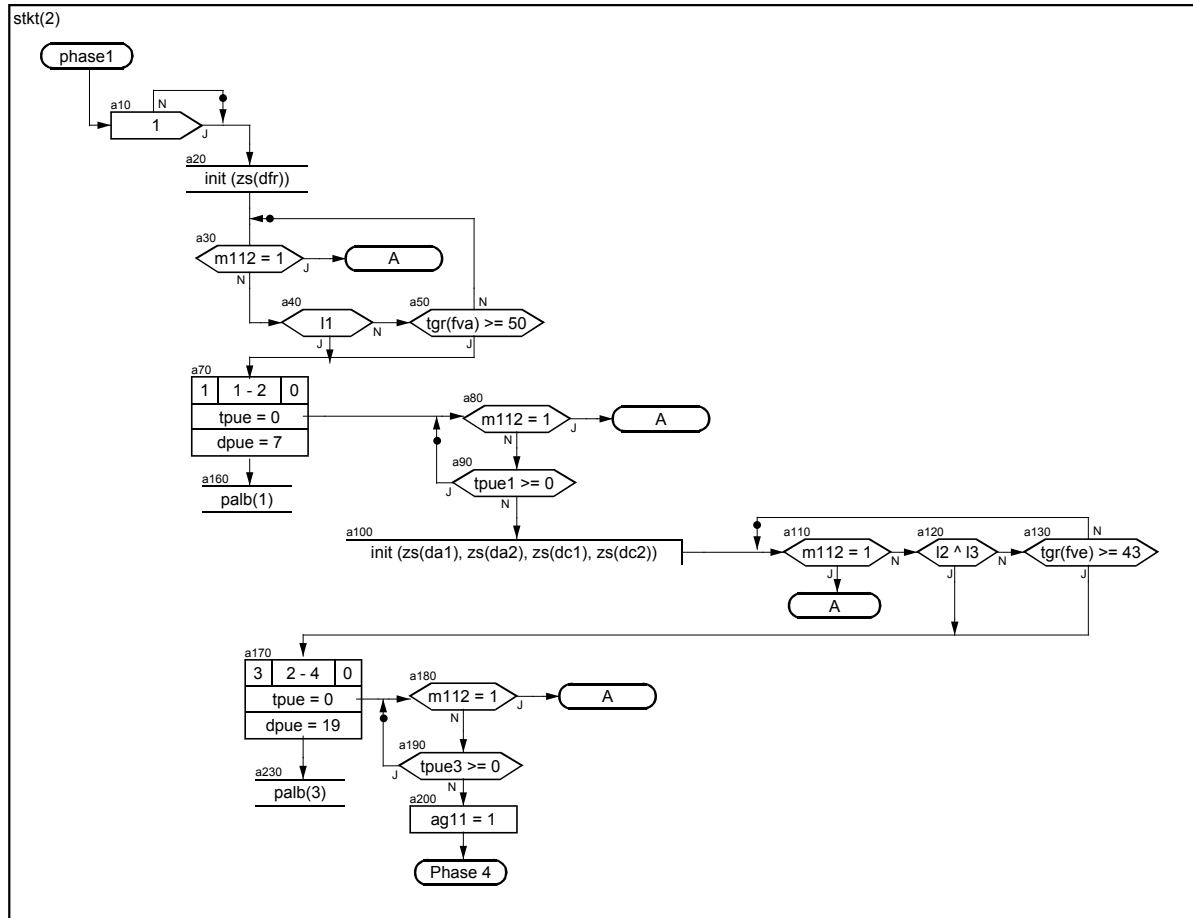 stkt(2)
phase1
a10
N
1
J
a20
init (zs(dfr))
a30
m112 = 1
J
A
N
a40
l1
N
J
a50
N
tgr(fva) >= 50
J
a70
1 1 - 2 0
tpue = 0
dpue = 7
a160
palb(1)
a80
m112 = 1
J
A
N
a90
tpue1 >= 0
J
N
a100
init (zs(da1), zs(da2), zs(dc1), zs(dc2))
a110
m112 = 1
N
J
A
a120
l2 ^ l3
N
J
a130
N
tgr(fve) >= 43
J
a170
3 2 - 4 0
tpue = 0
dpue = 19
a230
palb(3)
a180
m112 = 1
J
A
N
a190
tpue3 >= 0
J
N
a200
ag11 = 1
Phase 4